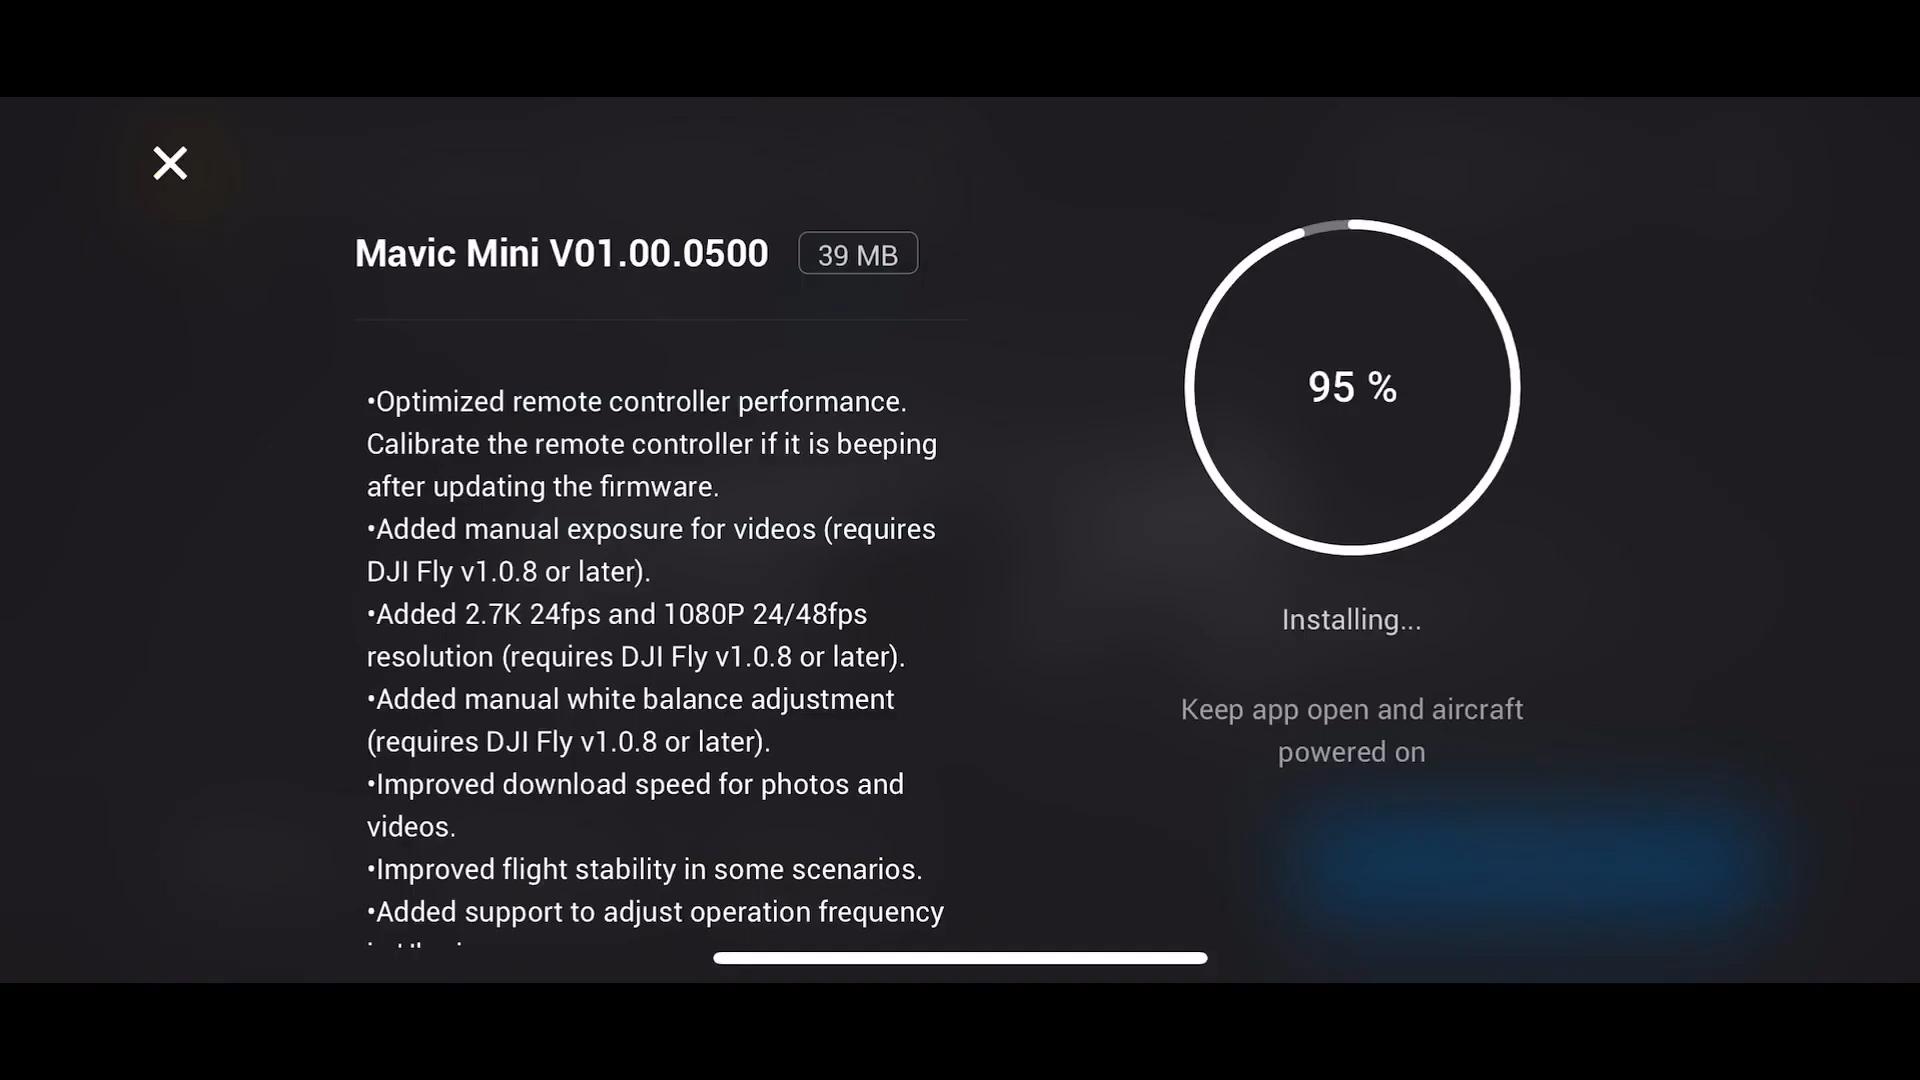 Mavic Mini V01.00.0500 39 MB
•Optimized remote controller performance.
Calibrate the remote controller if it is beeping
after updating the firmware.
•Added manual exposure for videos (requires
DJI Fly v1.0.8 or later).
•Added 2.7K 24fps and 1080P 24/48fps
resolution (requires DJI Fly v1.0.8 or later).
•Added manual white balance adjustment
(requires DJI Fly v1.0.8 or later).
•Improved download speed for photos and
videos.
•Improved flight stability in some scenarios.
•Added support to adjust operation frequency
95 %
Installing...
Keep app open and aircraft
powered on